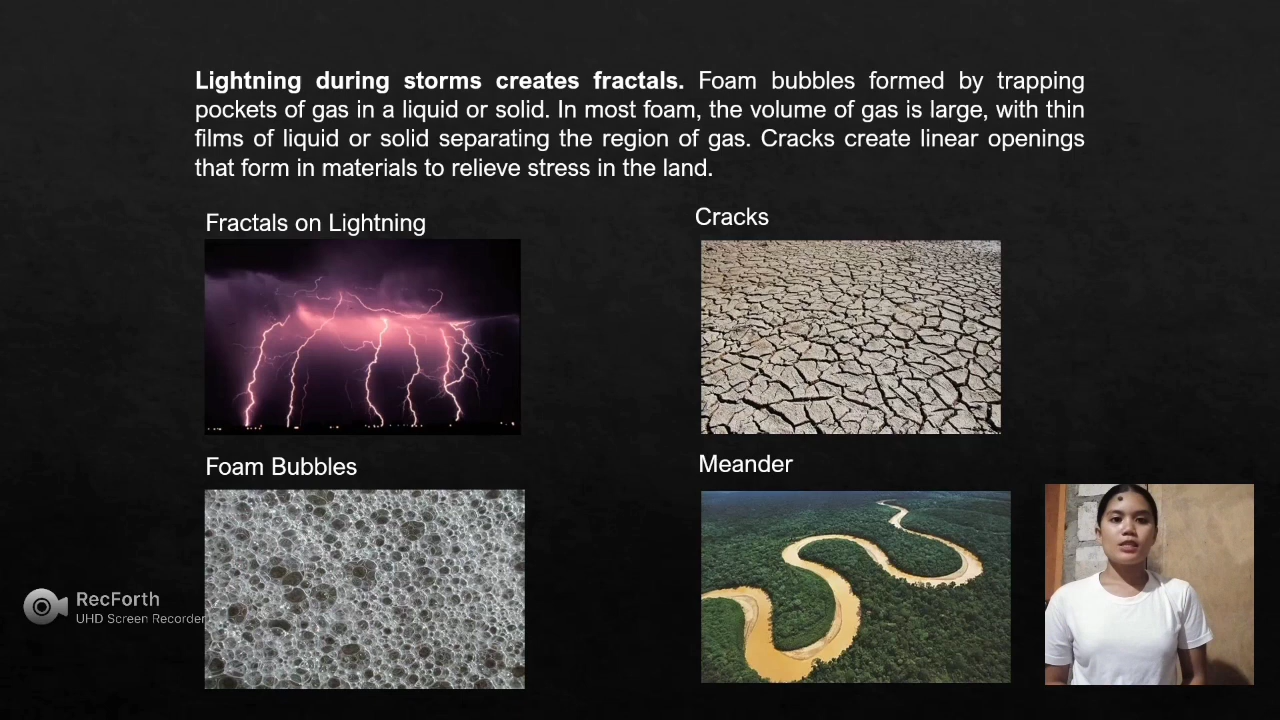 Lightning during storms creates fractals. Foam bubbles formed by trapping
pockets of gas in a liquid or solid. In most foam, the volume of gas is large, with thin
films of liquid or solid separating the region of gas. Cracks create linear openings
that form in materials to relieve stress in the land.
Fractals on Lightning
Cracks
Foam Bubbles
Meander
RecForth
UHD Screen Recorder